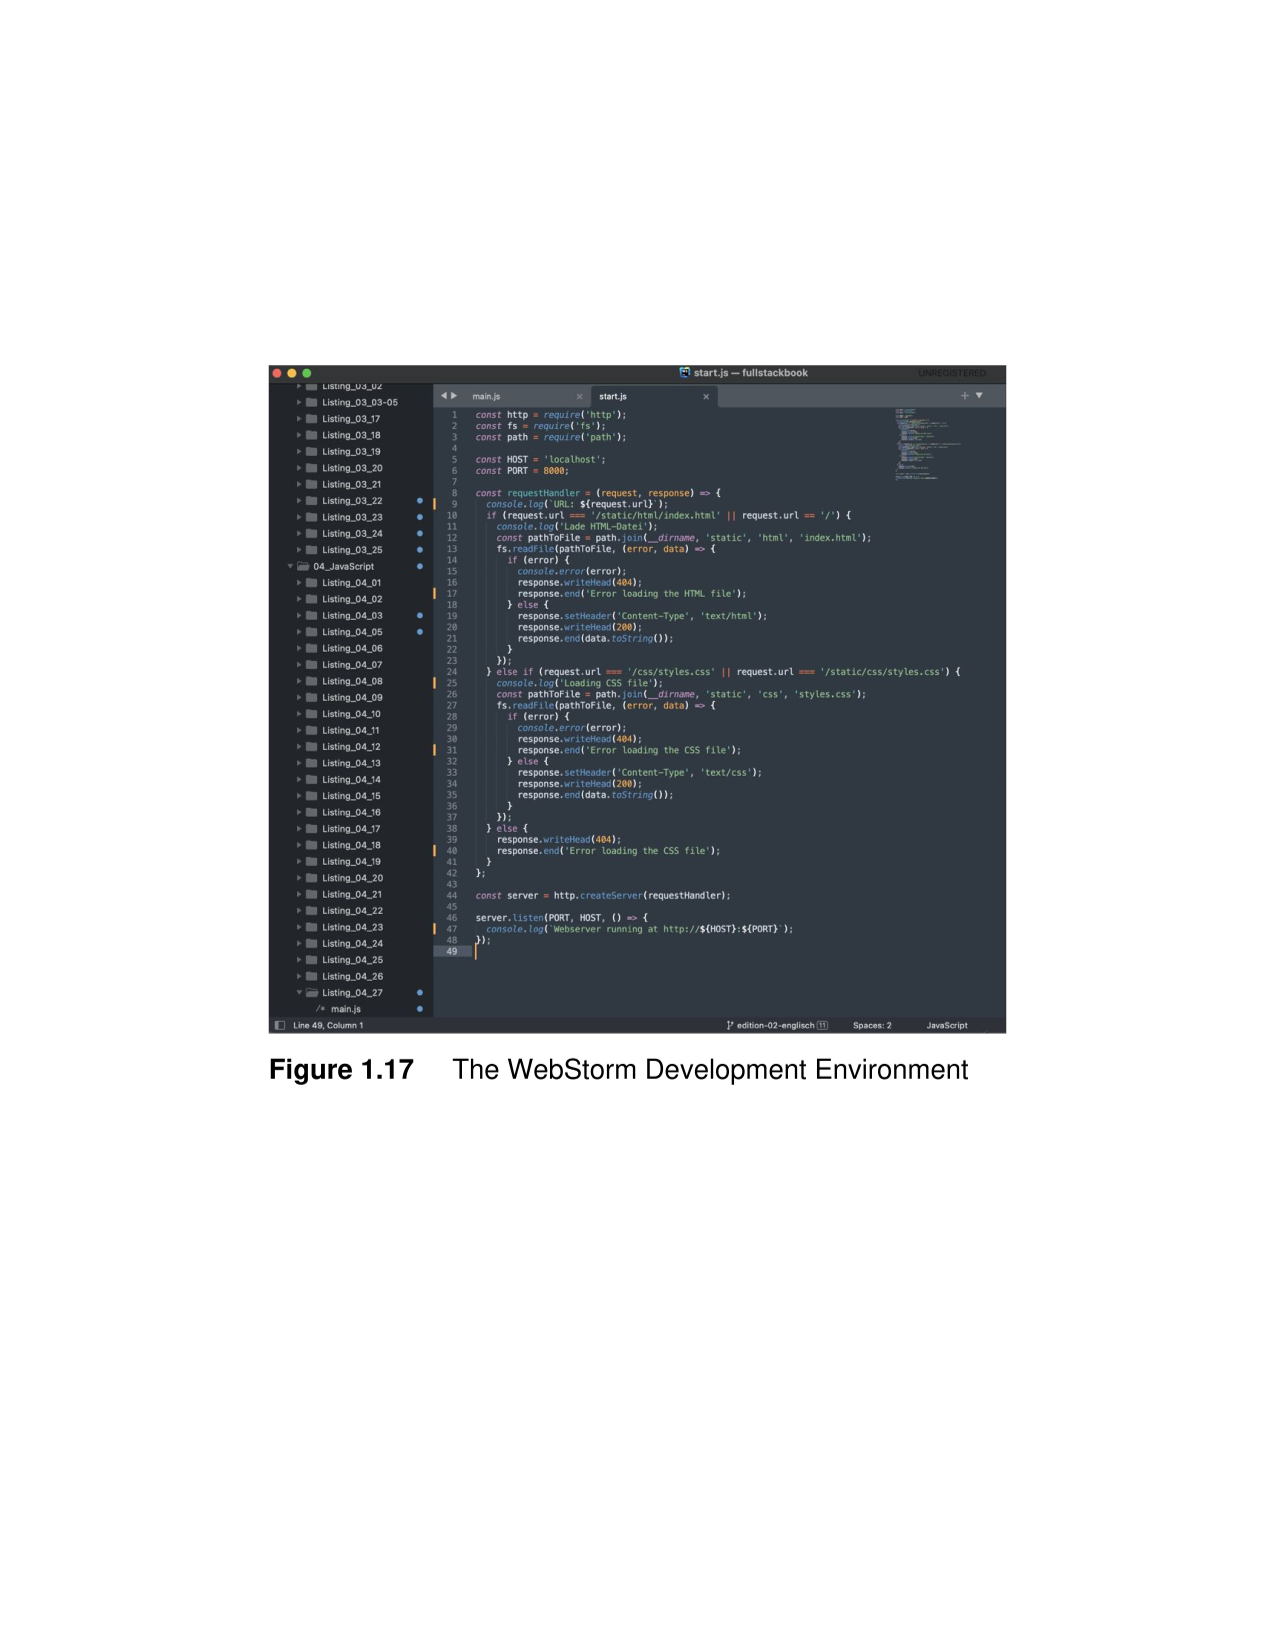 start.js — fullstackbook
UNREGISTERED
Listing_03_02
Listing_03_03-05
Listing_03_17
Listing_03_18
Listing_03_19
Listing_03_20
Listing_03_21
Listing_03_22
Listing_03_23
Listing_03_24
Listing_03_25
04_JavaScript
Listing_04_01
Listing_04_02
Listing_04_03
Listing_04_05
Listing_04_06
Listing_04_07
Listing_04_08
Listing_04_09
Listing_04_10
Listing_04_11
Listing_04_12
Listing_04_13
Listing_04_14
Listing_04_15
Listing_04_16
Listing_04_17
Listing_04_18
Listing_04_19
Listing_04_20
Listing_04_21
Listing_04_22
Listing_04_23
Listing_04_24
Listing_04_25
Listing_04_26
Listing_04_27
/* main.js
main.js × start.js ×
1 const http = require('http');
2 const fs = require('fs');
3 const path = require('path');
4
5 const HOST = 'localhost';
6 const PORT = 8000;
7
8 const requestHandler = (request, response) => {
9 console.log(`URL: ${request.url}`);
10 if (request.url === '/static/html/index.html' || request.url == '/') {
11 console.log('Lade HTML-Datei');
12 const pathToFile = path.join(__dirname, 'static', 'html', 'index.html');
13 fs.readFile(pathToFile, (error, data) => {
14 if (error) {
15 console.error(error);
16 response.writeHead(404);
17 response.end('Error loading the HTML file');
18 } else {
19 response.setHeader('Content-Type', 'text/html');
20 response.writeHead(200);
21 response.end(data.toString());
22 }
23 });
24 } else if (request.url === '/css/styles.css' || request.url === '/static/css/styles.css') {
25 console.log('Loading CSS file');
26 const pathToFile = path.join(__dirname, 'static', 'css', 'styles.css');
27 fs.readFile(pathToFile, (error, data) => {
28 if (error) {
29 console.error(error);
30 response.writeHead(404);
31 response.end('Error loading the CSS file');
32 } else {
33 response.setHeader('Content-Type', 'text/css');
34 response.writeHead(200);
35 response.end(data.toString());
36 }
37 });
38 } else {
39 response.writeHead(404);
40 response.end('Error loading the CSS file');
41 }
42 };
43
44 const server = http.createServer(requestHandler);
45
46 server.listen(PORT, HOST, () => {
47 console.log(`Webserver running at http://${HOST}:${PORT}`);
48 });
49
Line 49, Column 1 edition-02-englisch 11 Spaces: 2 JavaScript
Figure 1.17 The WebStorm Development Environment